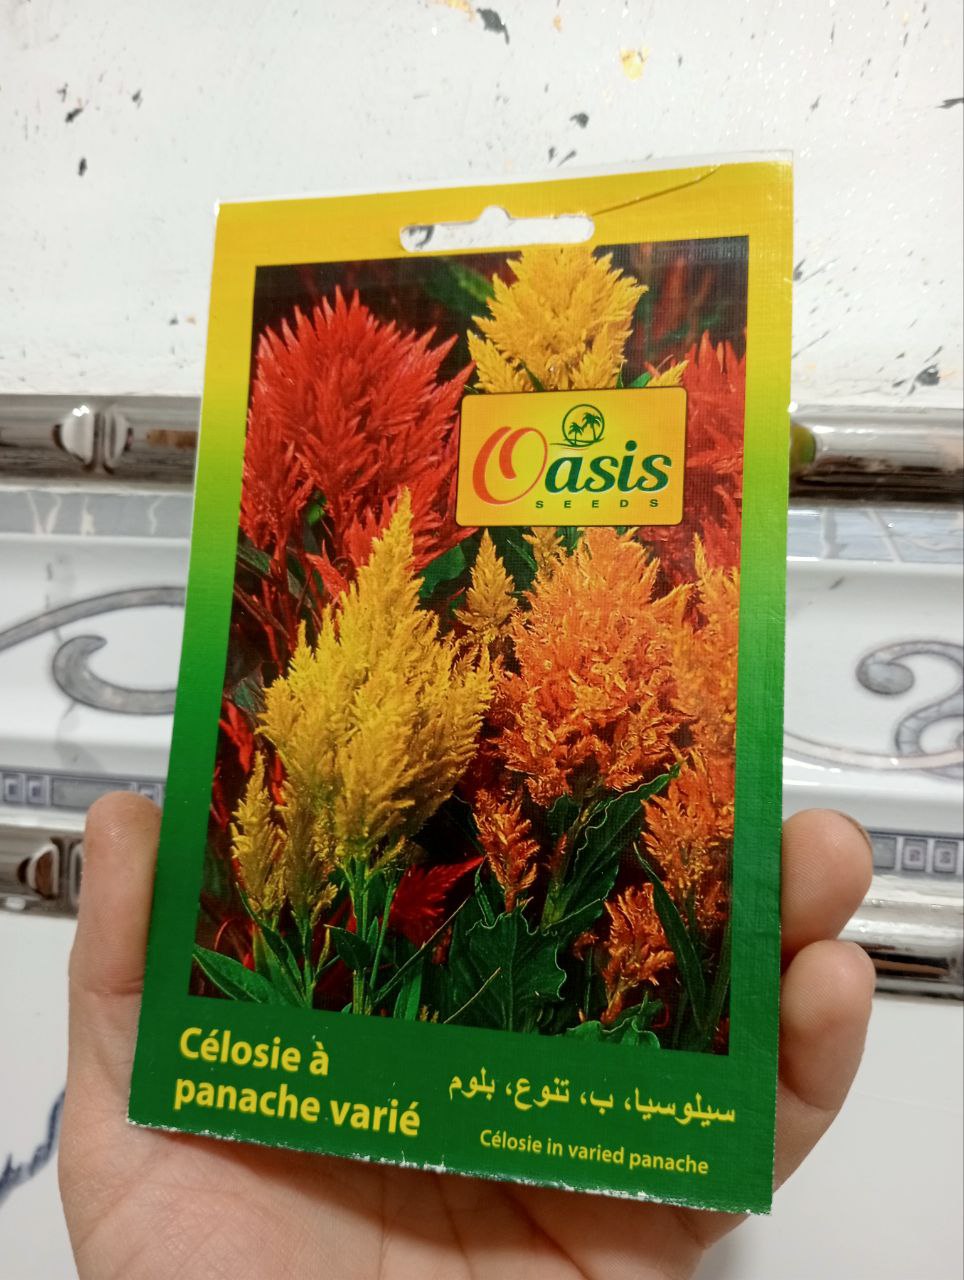 Oasis
SEEDS
Célosie à
panache varié
سيلوسيا، ب، تنوع، بلوم
Célosie in varied panache